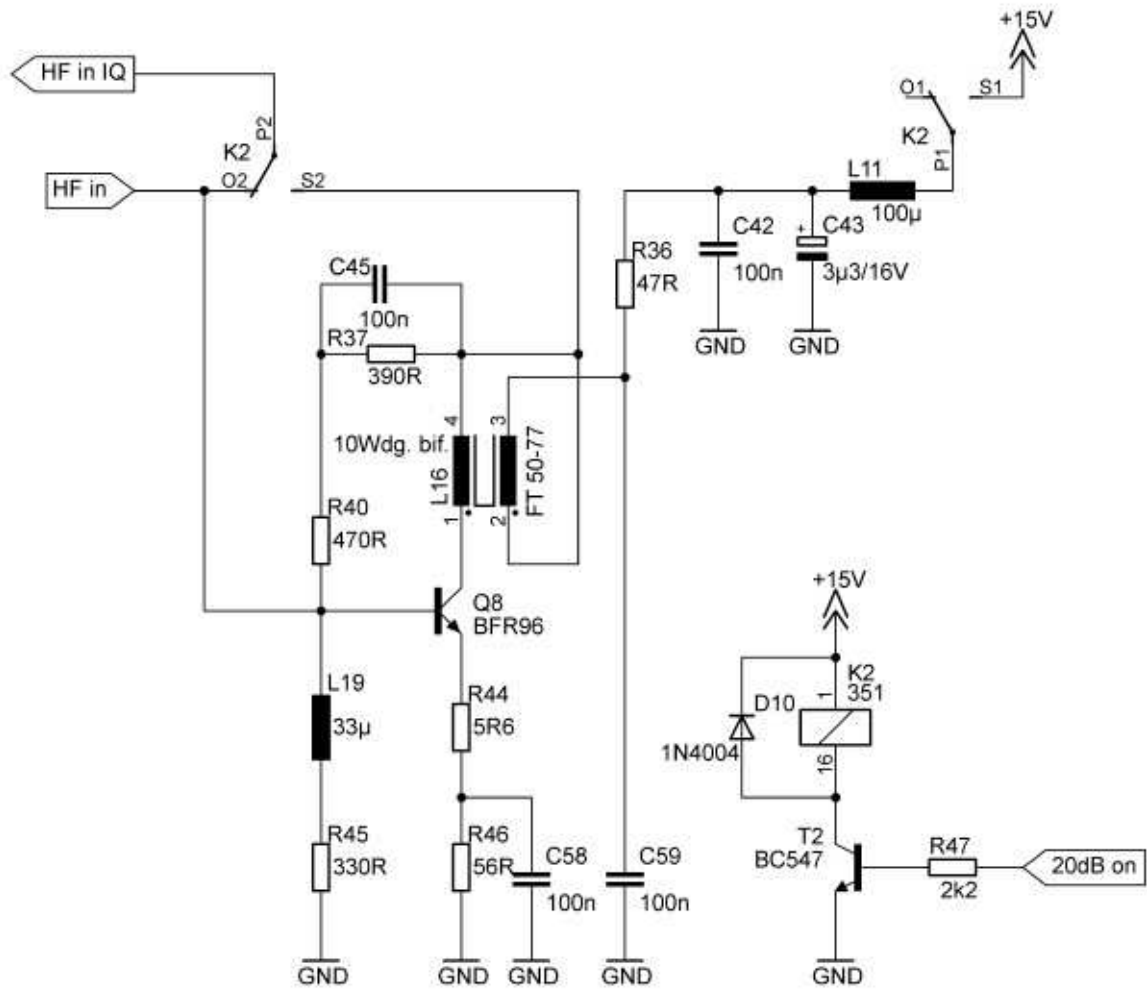 +15V
HF in IQ
P2
K2
HF in
O2
S2
O1
S1
K2
P1
L11
100µ
C42
100n
+
C43
3µ3/16V
GND
GND
R36
47R
C45
100n
R37
390R
10Wdg. bif.
L16
4
1
3
2
FT 50-77
R40
470R
Q8
BFR96
L19
33µ
R44
5R6
R45
330R
R46
56R
C58
100n
C59
100n
GND
GND
GND
GND
+15V
K2
351
1
16
D10
1N4004
T2
BC547
R47
2k2
20dB on
GND